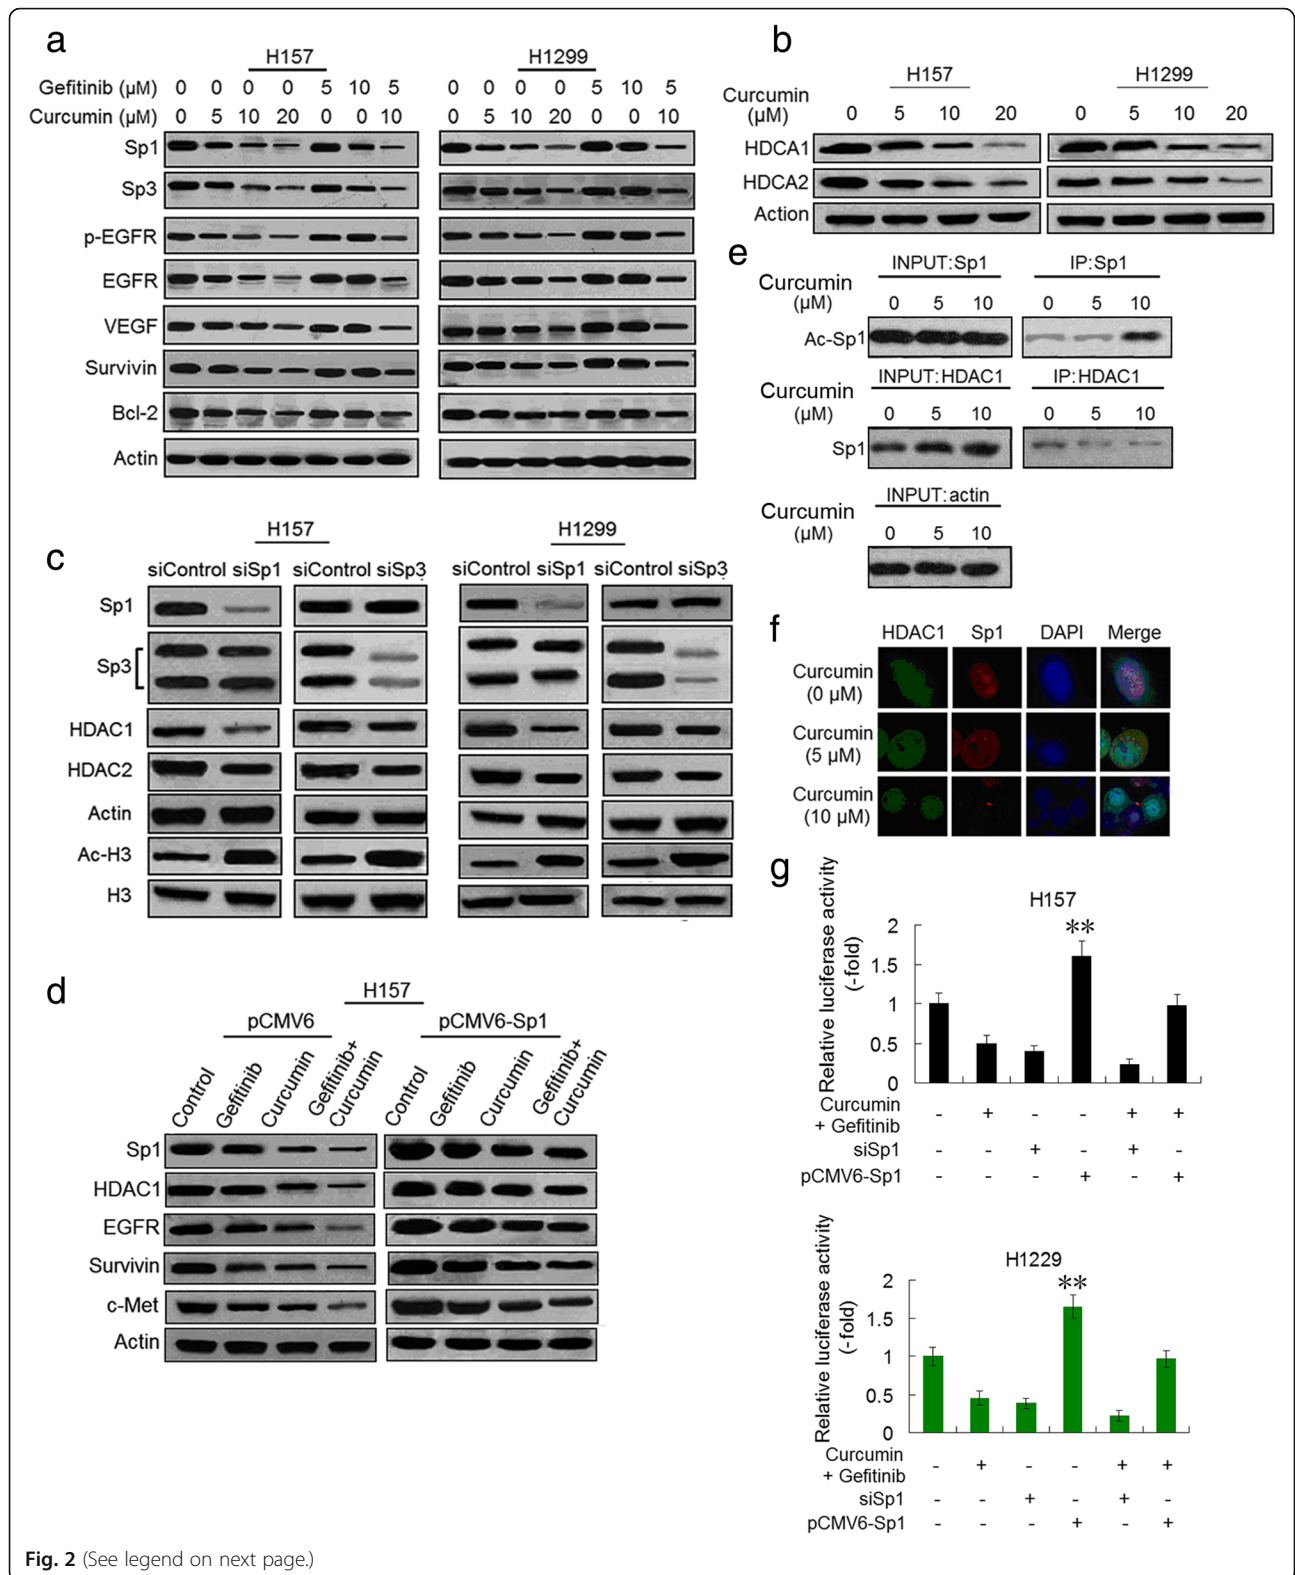 a
H157
H1299
Gefitinib (μM) 0 0 0 0 5 10 5 0 0 0 0 5 10 5
Curcumin (μM) 0 5 10 20 0 0 10 0 5 10 20 0 0 10
Sp1
Sp3
p-EGFR
EGFR
VEGF
Survivin
Bcl-2
Actin
b
H157
H1299
Curcumin
(μM)
0 5 10 20 0 5 10 20
HDCA1
HDCA2
Action
e
INPUT:Sp1
IP:Sp1
Curcumin
(μM)
0 5 10 0 5 10
Ac-Sp1
INPUT:HDAC1
IP:HDAC1
Curcumin
(μM)
0 5 10 0 5 10
Sp1
INPUT:actin
Curcumin
(μM)
0 5 10
c
H157
H1299
siControl siSp1 siControl siSp3 siControl siSp1 siControl siSp3
Sp1
Sp3
HDAC1
HDAC2
Actin
Ac-H3
H3
f
HDAC1 Sp1 DAPI Merge
Curcumin
(0 μM)
Curcumin
(5 μM)
Curcumin
(10 μM)
d
H157
pCMV6
pCMV6-Sp1
Control
Gefitinib
Curcumin
Gefitinib+
Curcumin
Control
Gefitinib
Curcumin
Gefitinib+
Curcumin
Sp1
HDAC1
EGFR
Survivin
c-Met
Actin
g
H157
Relative luciferase activity
(-fold)
2
1.5
1
0.5
0
**
Curcumin
+ Gefitinib
- + - - + +
siSp1 - - + - + -
pCMV6-Sp1 - - - + - +
H1229
Relative luciferase activity
(-fold)
2
1.5
1
0.5
0
**
Curcumin
+ Gefitinib
- + - - + +
siSp1 - - + - + -
pCMV6-Sp1 - - - + - +
Fig. 2 (See legend on next page.)